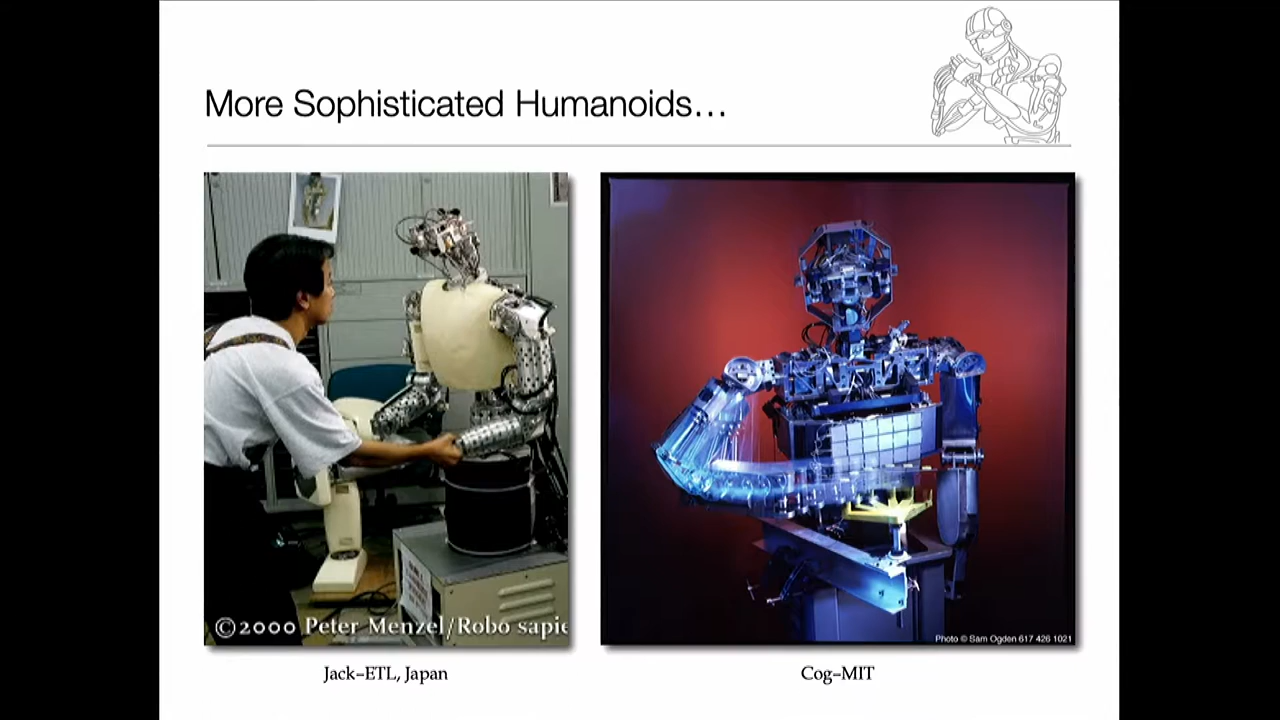 More Sophisticated Humanoids…
©2000 Peter Menzel/Robo sapie
Photo © Sam Ogden 617 426 1021
Jack–ETL, Japan
Cog–MIT